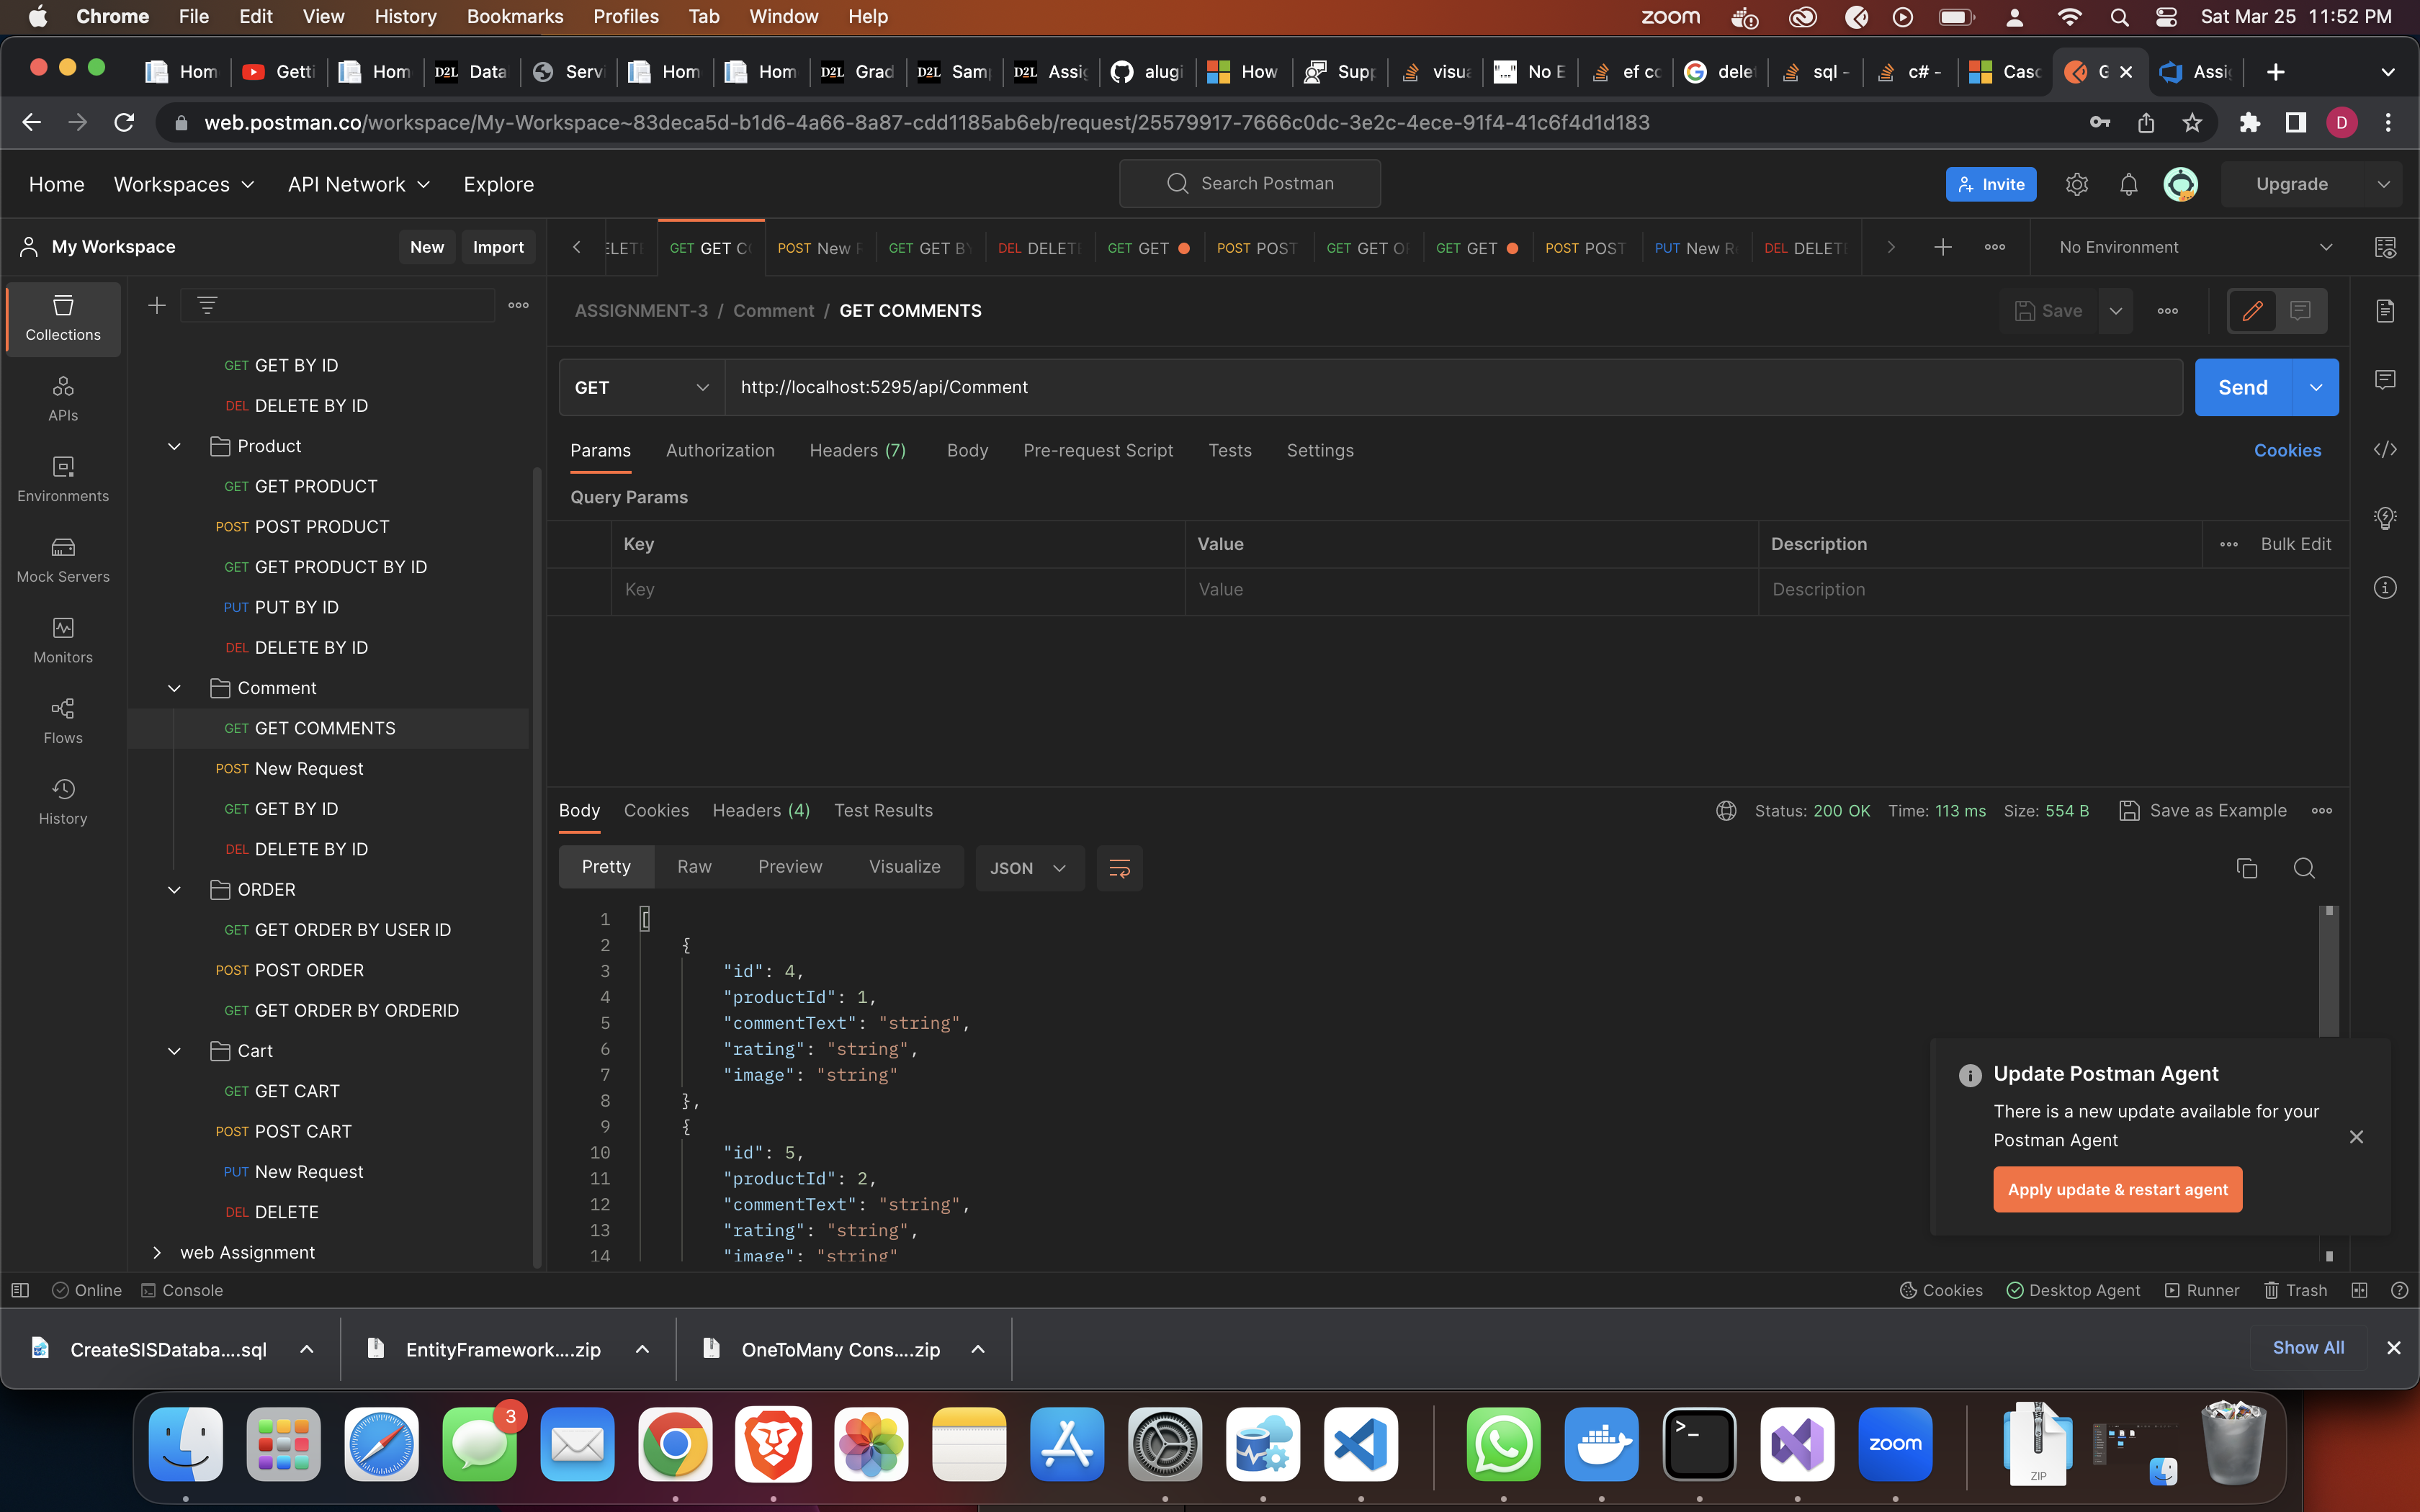 Chrome File Edit View History Bookmarks Profiles Tab Window Help zoom Sat Mar 25 11:52 PM
Hom Getti Hom D2L Data Servi Hom Hom D2L Grad D2L Sam D2L Assig alugi How Supp visua No E ef co delet sql - c# - Casc G Assig
web.postman.co/workspace/My-Workspace~83deca5d-b1d6-4a66-8a87-cdd1185ab6eb/request/25579917-7666c0dc-3e2c-4ece-91f4-41c6f4d1d183 D
Home Workspaces API Network Explore Search Postman Invite Upgrade
My Workspace New Import ELETE GET GET CO POST New R GET GET BY DEL DELETE GET GET POST POST GET GET OR GET GET POST POST PUT New R DEL DELETE No Environment
Collections
APIs
Environments
Mock Servers
Monitors
Flows
History
GET GET BY ID
DEL DELETE BY ID
Product
GET GET PRODUCT
POST POST PRODUCT
GET GET PRODUCT BY ID
PUT PUT BY ID
DEL DELETE BY ID
Comment
GET GET COMMENTS
POST New Request
GET GET BY ID
DEL DELETE BY ID
ORDER
GET GET ORDER BY USER ID
POST POST ORDER
GET GET ORDER BY ORDERID
Cart
GET GET CART
POST POST CART
PUT New Request
DEL DELETE
web Assignment
ASSIGNMENT-3 / Comment / GET COMMENTS Save
GET http://localhost:5295/api/Comment Send
Params Authorization Headers (7) Body Pre-request Script Tests Settings Cookies
Query Params
Key Value Description Bulk Edit
Key Value Description
Body Cookies Headers (4) Test Results Status: 200 OK Time: 113 ms Size: 554 B Save as Example
Pretty Raw Preview Visualize JSON
1 [
2 {
3 "id": 4,
4 "productId": 1,
5 "commentText": "string",
6 "rating": "string",
7 "image": "string"
8 },
9 {
10 "id": 5,
11 "productId": 2,
12 "commentText": "string",
13 "rating": "string",
14 "image": "string"
Update Postman Agent
There is a new update available for your
Postman Agent
Apply update & restart agent
Online Console Cookies Desktop Agent Runner Trash
CreateSISDataba....sql EntityFramework....zip OneToMany Cons....zip Show All
3
zoom
ZIP